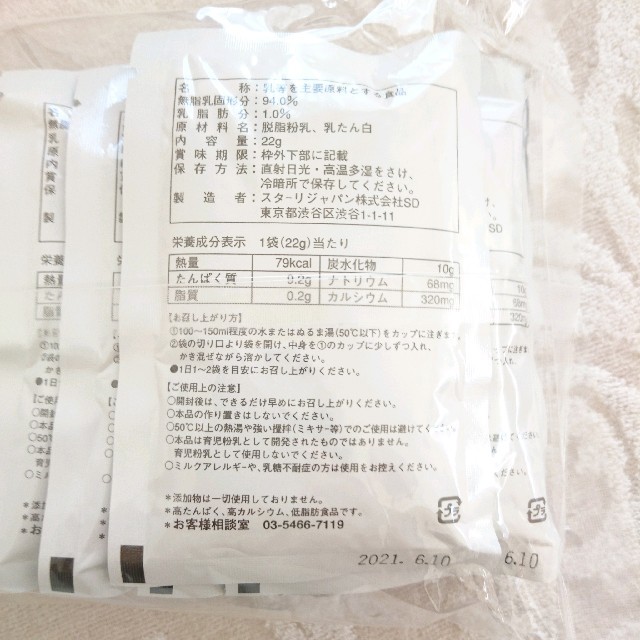 名 称:乳等を主要原料とする食品
無脂乳固形分:94.0%
乳脂肪分:1.0%
原材料名:脱脂粉乳、乳たん白
内容量:22g
賞味期限:枠外下部に記載
保存方法:直射日光・高温多湿をさけ、
冷暗所で保存してください。
製造者:スターリジャパン株式会社SD
東京都渋谷区渋谷1-1-11
栄養成分表示 1袋(22g)当たり
熱量 79kcal 炭水化物 10g
たんぱく質 9.2g ナトリウム 68mg
脂質 0.2g カルシウム 320mg
【お召し上がり方】
①100~150ml程度の水またはぬるま湯(50℃以下)をカップに注ぎます。
②袋の切り口より袋を開け、中身を①のカップに少しずつ入れ、
かき混ぜながら溶かしてください。
●1日1~2袋を目安にお召し上がりください。
【ご使用上の注意】
○開封後は、できるだけ早めにお召し上がりください。
○本品の作り置きはしないでください。
○50℃以上の熱湯や強い攪拌(ミキサー等)でのご使用は避けてください。
○本品は育児粉乳として開発されたものではありません。
育児粉乳として使用しないでください。
○ミルクアレルギーや、乳糖不耐症の方は使用をお控えください。
*添加物は一切使用しておりません。
*高たんぱく、高カルシウム、低脂肪食品です。
*お客様相談室 03-5466-7119
プラ
2021. 6.10
6.10